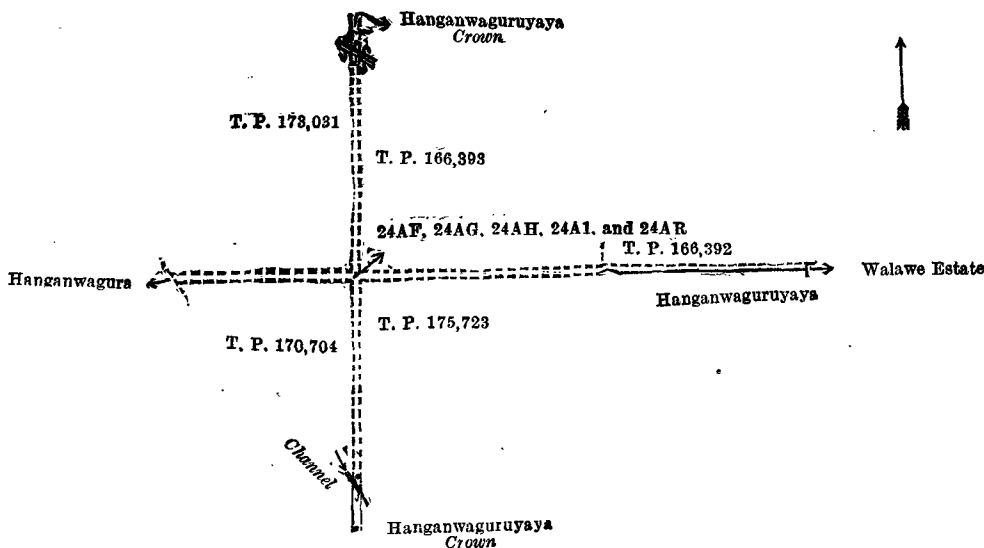 Hanganwaguruyaya
Crown
T. P. 173,031
T. P. 166,393
24AF, 24AG, 24AH, 24A1, and 24AR
T. P. 166,392
Hanganwagura
Walawe Estate
Hanganwaguruyaya
T. P. 175,723
T. P. 170,704
Channel
Hanganwaguruyaya
Crown